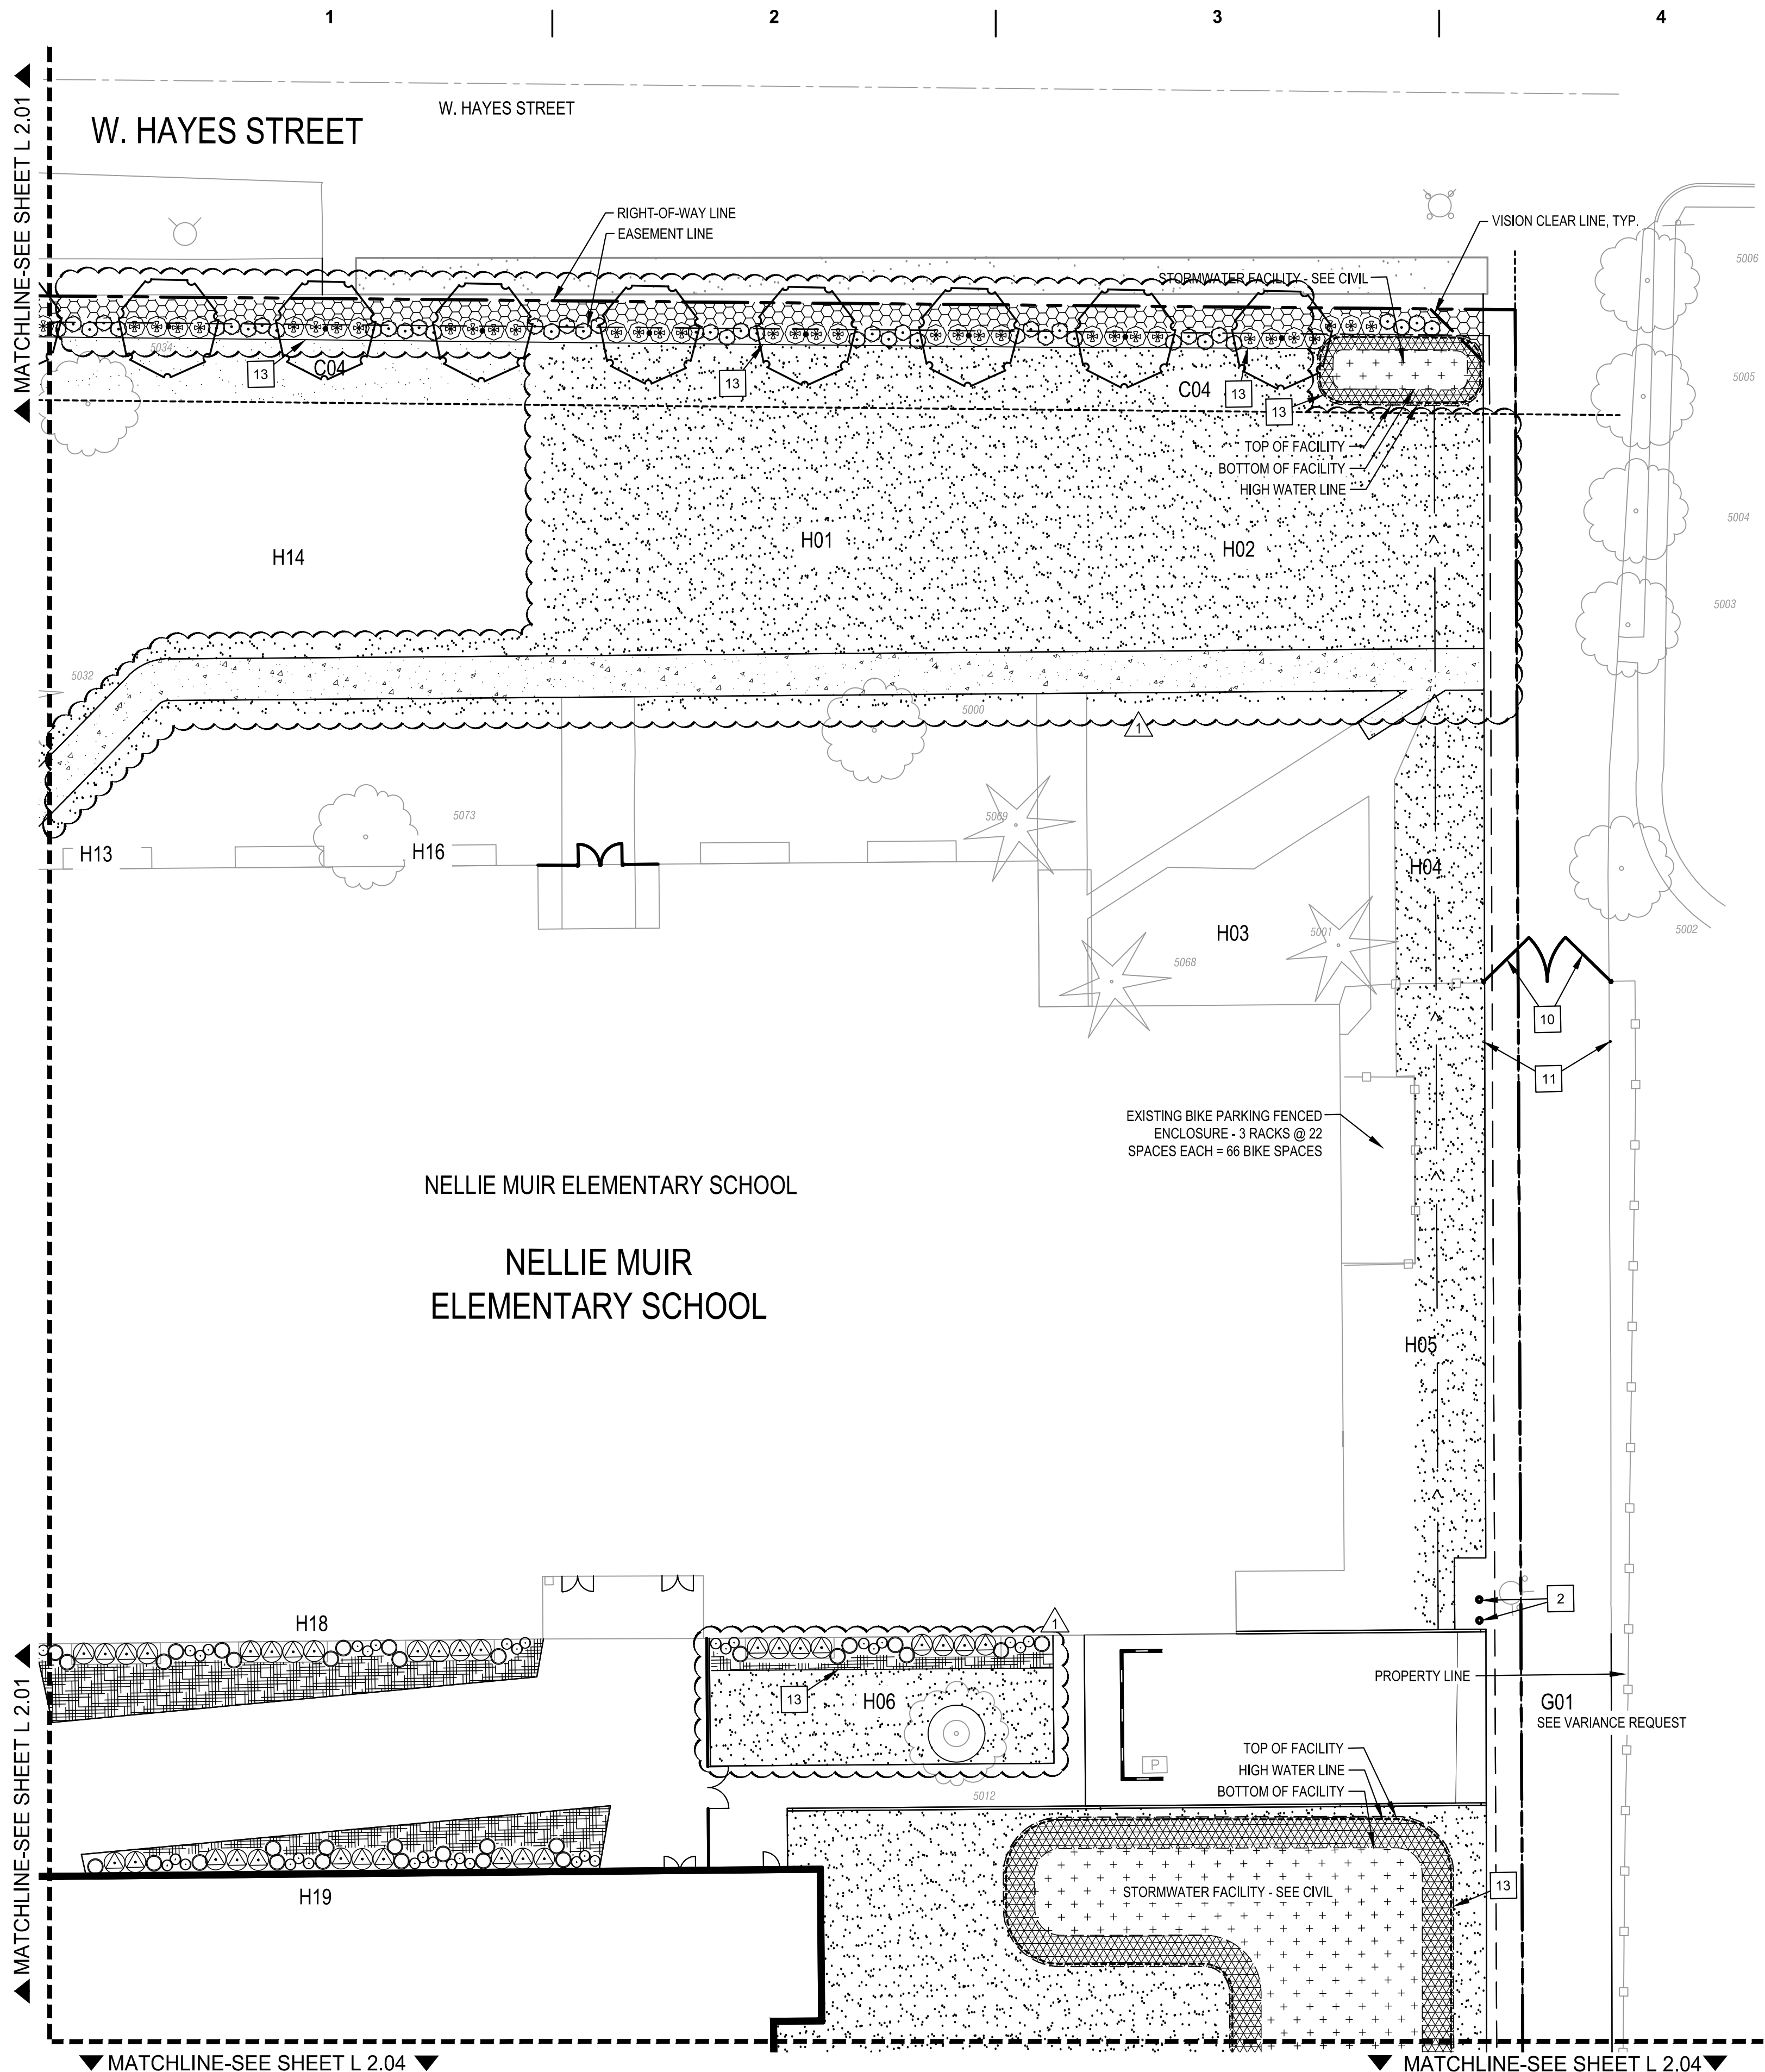 1
2
3
4
MATCHLINE-SEE SHEET L 2.01
W. HAYES STREET
W. HAYES STREET
RIGHT-OF-WAY LINE
EASEMENT LINE
VISION CLEAR LINE, TYP.
STORMWATER FACILITY - SEE CIVIL
5006
5034
13
C04
13
C04
13
13
5005
TOP OF FACILITY
BOTTOM OF FACILITY
HIGH WATER LINE
5004
H14
H01
H02
5003
5032
5000
1
5073
5069
H13
H16
H04
H03
5001
5002
5068
10
11
EXISTING BIKE PARKING FENCED
ENCLOSURE - 3 RACKS @ 22
SPACES EACH = 66 BIKE SPACES
NELLIE MUIR ELEMENTARY SCHOOL
NELLIE MUIR
ELEMENTARY SCHOOL
H05
2
H18
1
MATCHLINE-SEE SHEET L 2.01
13
H06
PROPERTY LINE
G01
SEE VARIANCE REQUEST
P
TOP OF FACILITY
HIGH WATER LINE
BOTTOM OF FACILITY
5012
STORMWATER FACILITY - SEE CIVIL
13
H19
MATCHLINE-SEE SHEET L 2.04
MATCHLINE-SEE SHEET L 2.04